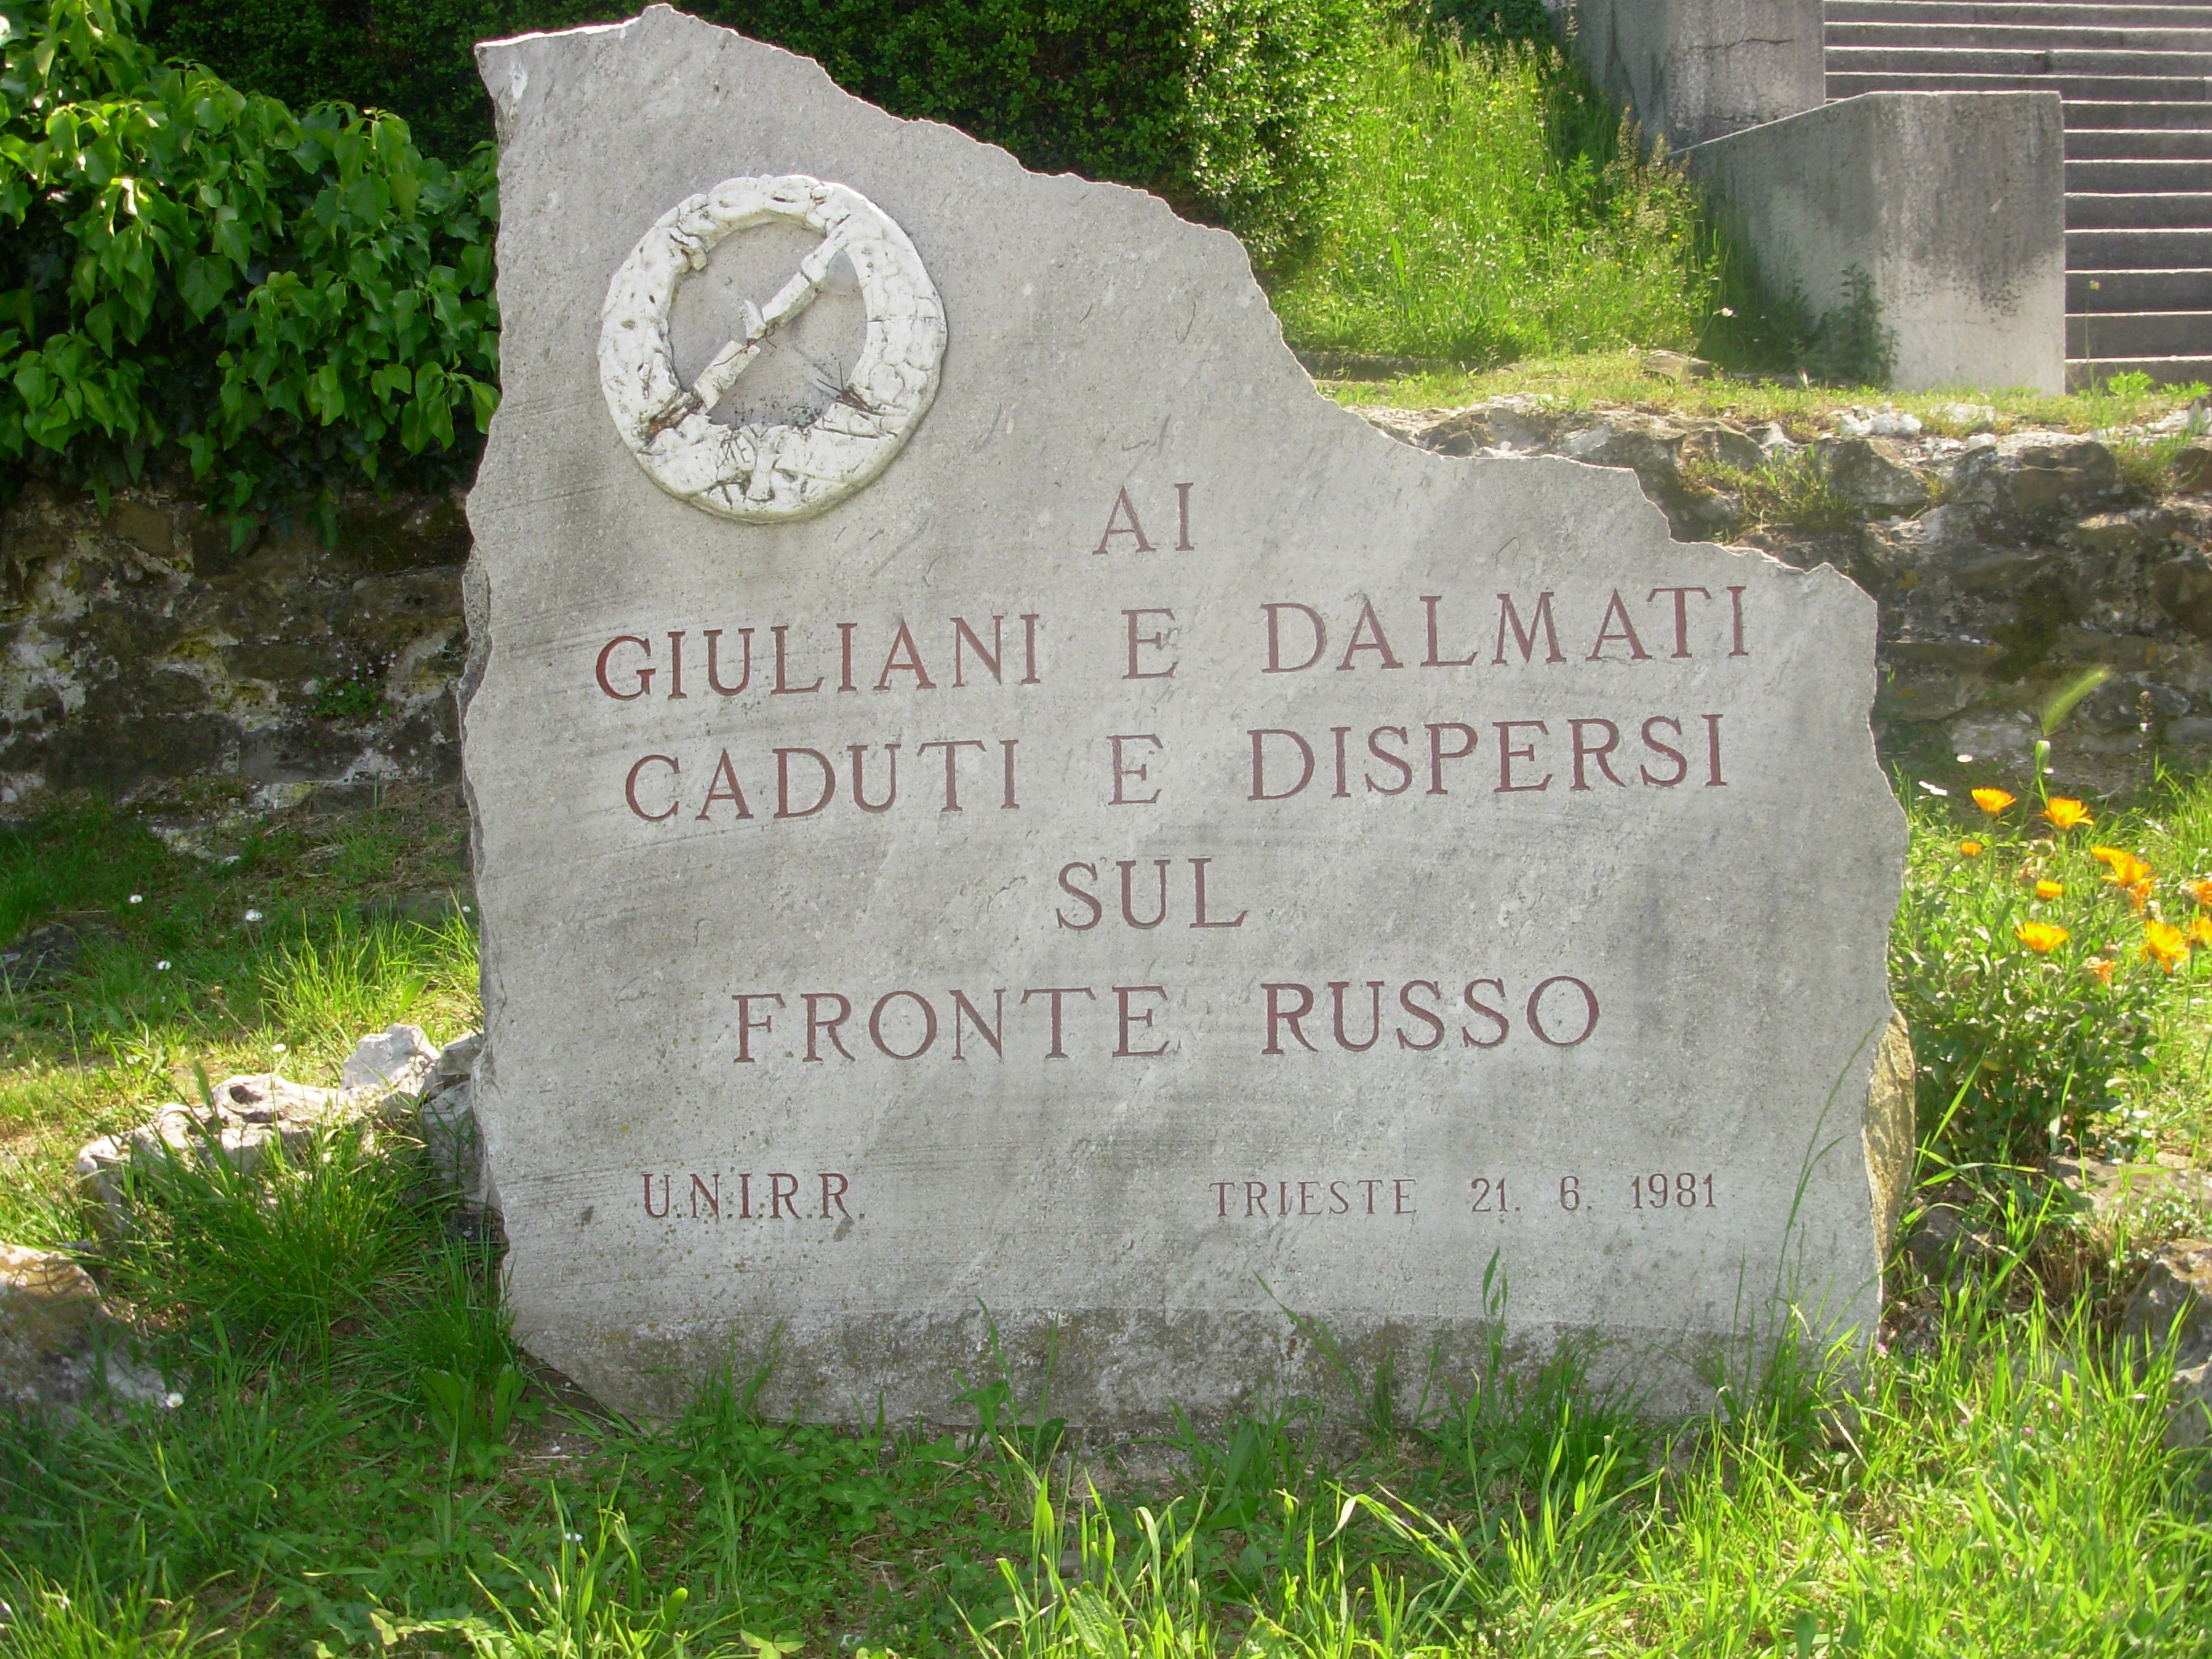 AI
GIULIANI E DALMATI
CADUTI E DISPERSI
SUL
FRONTE RUSSO
U.N.I.R.R. TRIESTE 21. 6. 1981